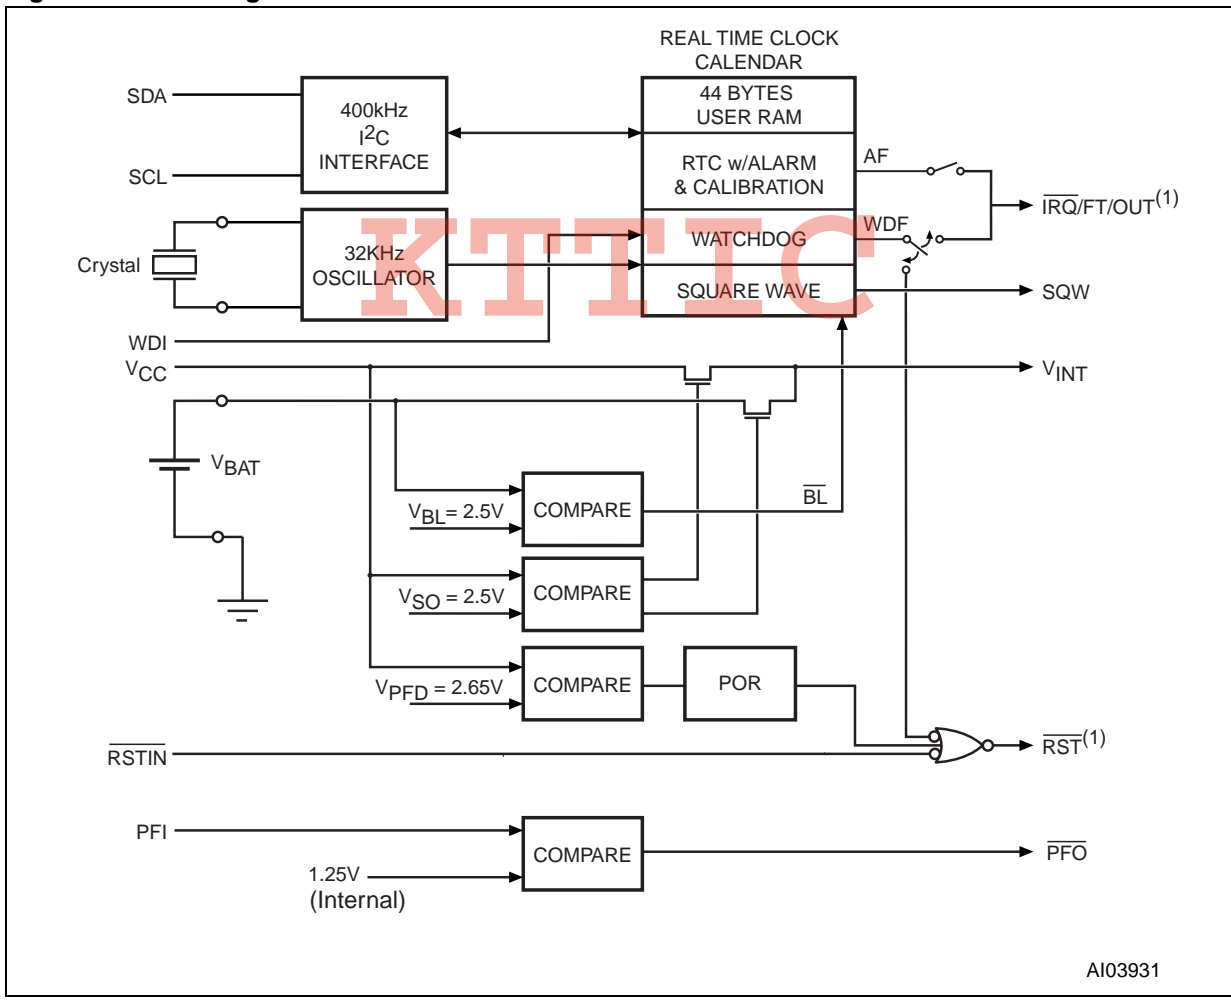 REAL TIME CLOCK
CALENDAR
SDA
400kHz
I2C
INTERFACE
SCL
44 BYTES
USER RAM
RTC w/ALARM
& CALIBRATION
AF
IRQ/FT/OUT(1)
WDF
WATCHDOG
SQUARE WAVE
SQW
Crystal
32KHz
OSCILLATOR
KTTIC
WDI
VCC
VINT
VBAT
VBL= 2.5V
COMPARE
BL
VSO = 2.5V
COMPARE
VPFD = 2.65V
COMPARE
POR
RSTIN
RST(1)
PFI
COMPARE
PFO
1.25V
(Internal)
AI03931